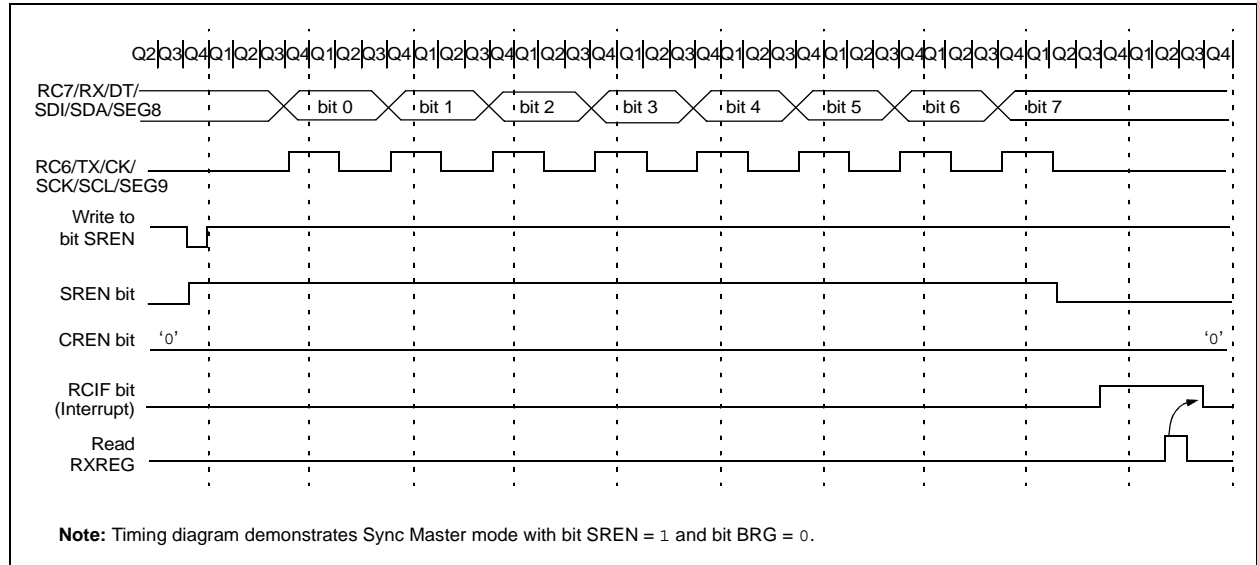 Q2 Q3 Q4 Q1 Q2 Q3 Q4 Q1 Q2 Q3 Q4 Q1 Q2 Q3 Q4 Q1 Q2 Q3 Q4 Q1 Q2 Q3 Q4 Q1 Q2 Q3 Q4 Q1 Q2 Q3 Q4 Q1 Q2 Q3 Q4 Q1 Q2 Q3 Q4 Q1 Q2 Q3 Q4
RC7/RX/DT/
SDI/SDA/SEG8
bit 0 bit 1 bit 2 bit 3 bit 4 bit 5 bit 6 bit 7
RC6/TX/CK/
SCK/SCL/SEG9
Write to
bit SREN
SREN bit
CREN bit '0' '0'
RCIF bit
(Interrupt)
Read
RXREG
Note: Timing diagram demonstrates Sync Master mode with bit SREN = 1 and bit BRG = 0.